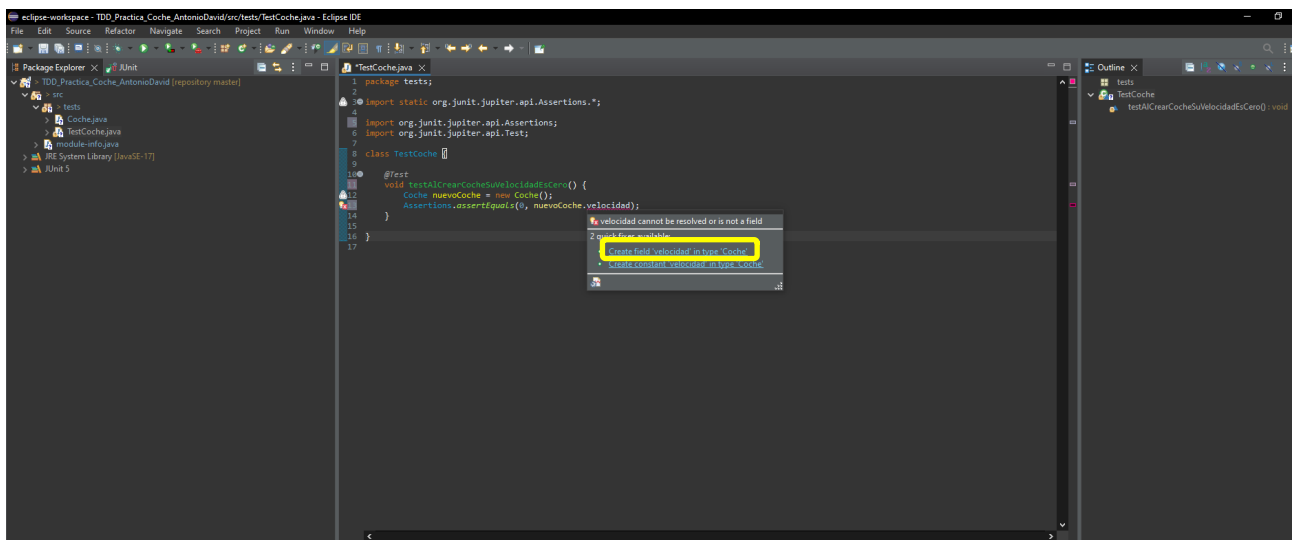 eclipse-workspace - TDD_Practica_Coche_AntonioDavid/src/tests/TestCoche.java - Eclipse IDE
File Edit Source Refactor Navigate Search Project Run Window Help
Package Explorer JUnit
> TDD_Practica_Coche_AntonioDavid [repository master]
> src
> tests
> Coche.java
> TestCoche.java
> module-info.java
> JRE System Library [JavaSE-17]
> JUnit 5
*TestCoche.java
1 package tests;
2
3 import static org.junit.jupiter.api.Assertions.*;
4
import org.junit.jupiter.api.Assertions;
6 import org.junit.jupiter.api.Test;
7
8 class TestCoche {
9
10 @Test
void testAlCrearCocheSuVelocidadEsCero() {
12 Coche nuevoCoche = new Coche();
Assertions.assertEquals(0, nuevoCoche.velocidad);
14 }
15
16 }
17
velocidad cannot be resolved or is not a field
2 quick fixes available:
Create field 'velocidad' in type 'Coche'
Create constant 'velocidad' in type 'Coche'
Outline
tests
TestCoche
testAlCrearCocheSuVelocidadEsCero() : void